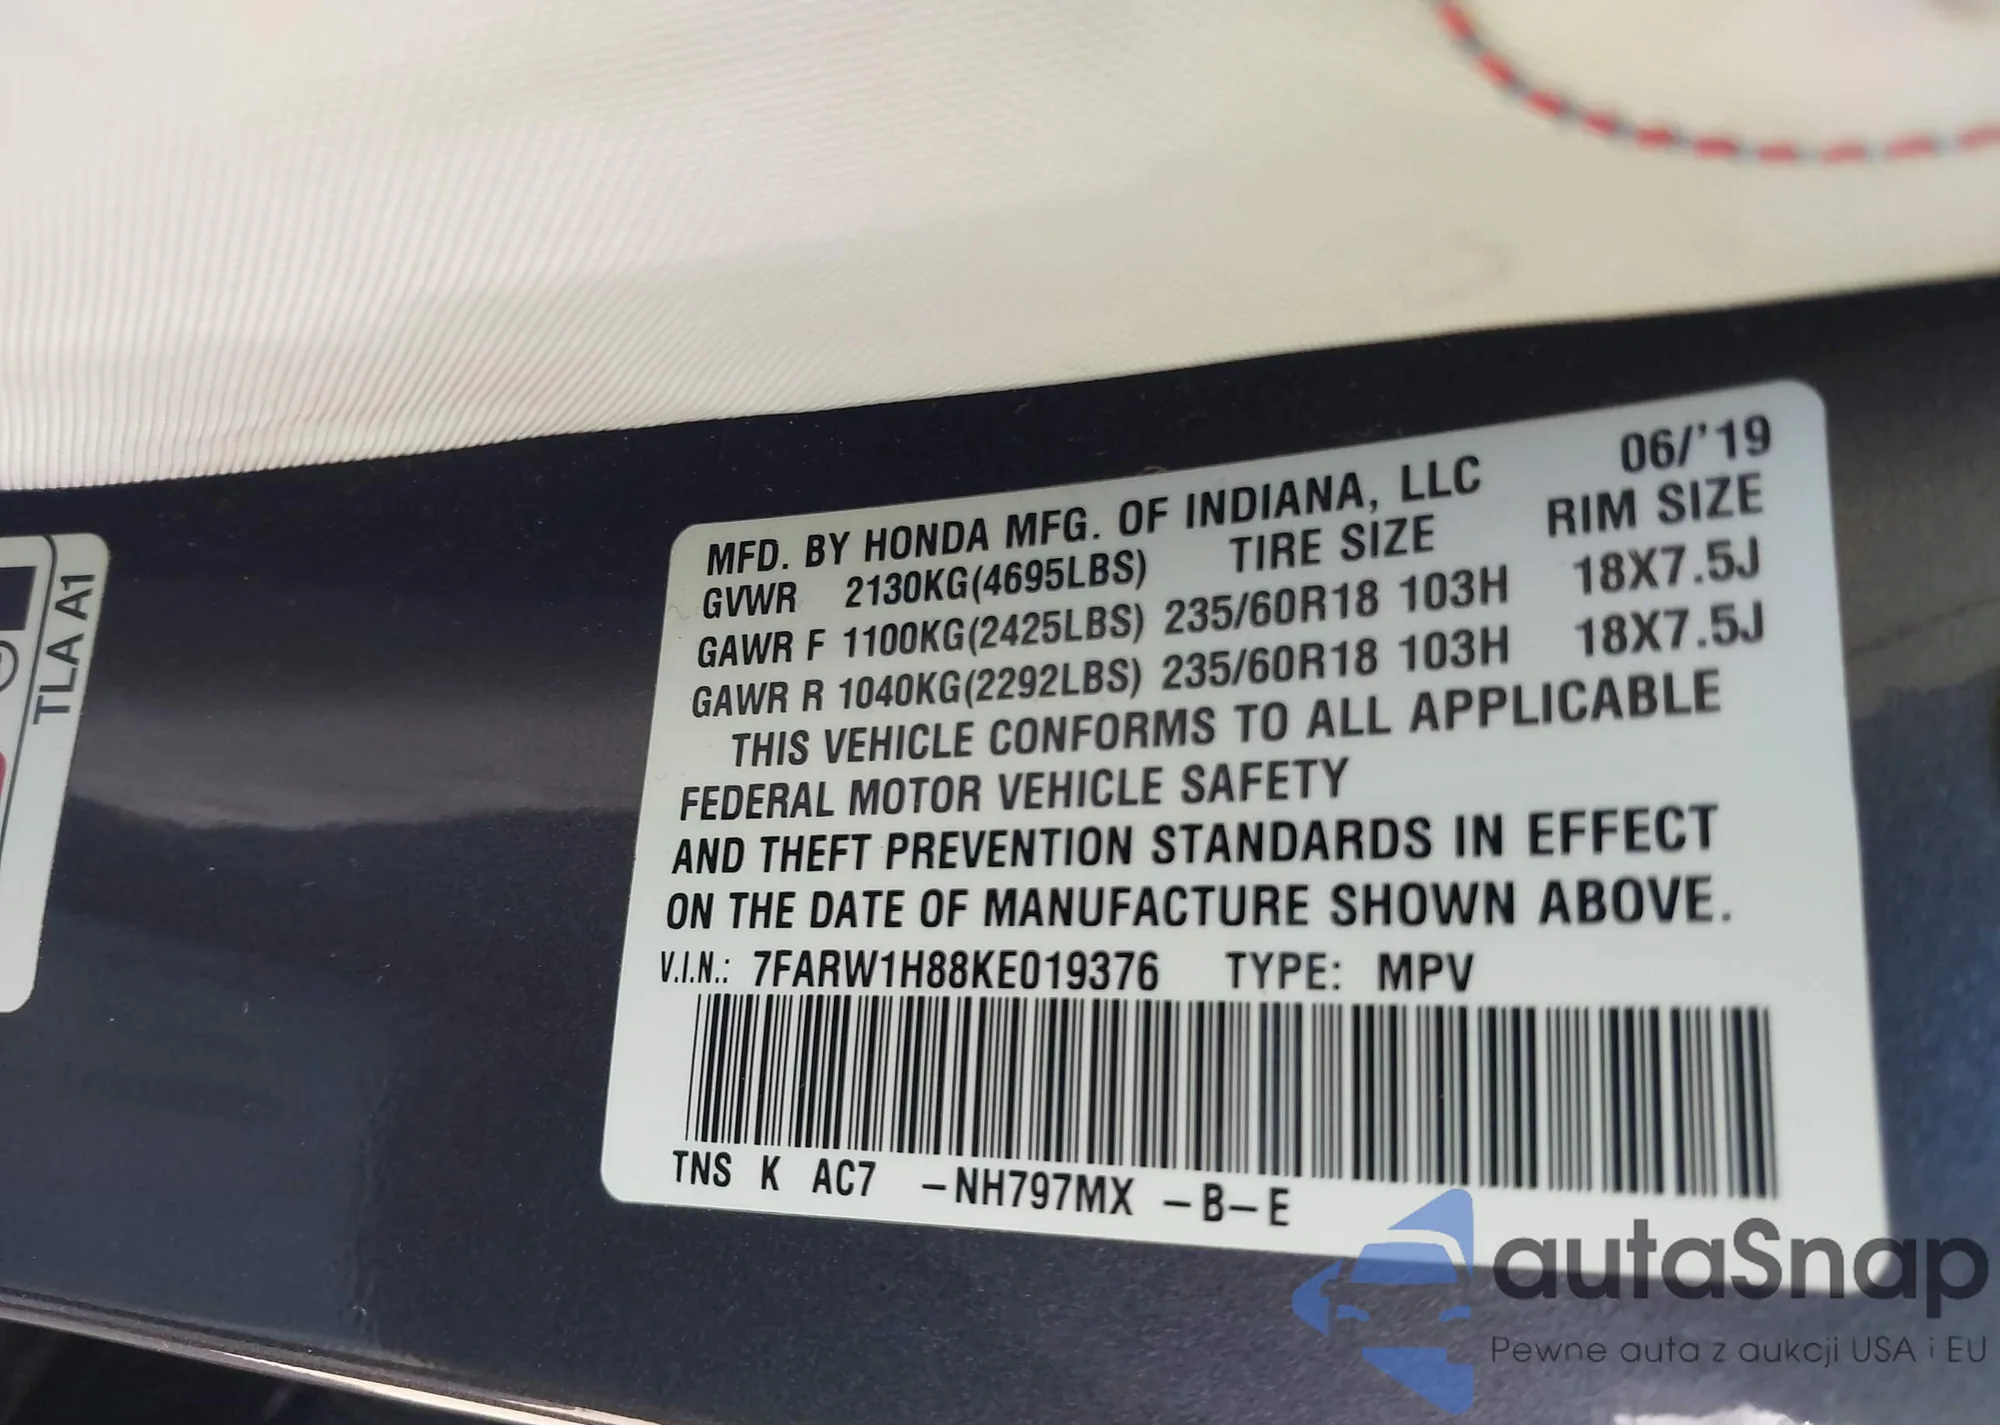 TLA A1
MFD. BY HONDA MFG. OF INDIANA, LLC 06/'19
GVWR 2130KG(4695LBS) TIRE SIZE RIM SIZE
GAWR F 1100KG(2425LBS) 235/60R18 103H 18X7.5J
GAWR R 1040KG(2292LBS) 235/60R18 103H 18X7.5J
THIS VEHICLE CONFORMS TO ALL APPLICABLE
FEDERAL MOTOR VEHICLE SAFETY
AND THEFT PREVENTION STANDARDS IN EFFECT
ON THE DATE OF MANUFACTURE SHOWN ABOVE.
V.I.N.: 7FARW1H88KE019376 TYPE: MPV
TNS K AC7 -NH797MX -B-E
autaSnap
Pewne auta z aukcji USA i EU